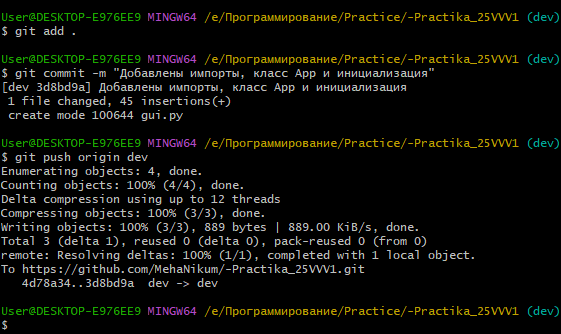 User@DESKTOP-E976EE9 MINGW64 /e/Программирование/Practice/-Practika_25VVV1 (dev)
$ git add .
User@DESKTOP-E976EE9 MINGW64 /e/Программирование/Practice/-Practika_25VVV1 (dev)
$ git commit -m "Добавлены импорты, класс App и инициализация"
[dev 3d8bd9a] Добавлены импорты, класс App и инициализация
 1 file changed, 45 insertions(+)
 create mode 100644 gui.py
User@DESKTOP-E976EE9 MINGW64 /e/Программирование/Practice/-Practika_25VVV1 (dev)
$ git push origin dev
Enumerating objects: 4, done.
Counting objects: 100% (4/4), done.
Delta compression using up to 12 threads
Compressing objects: 100% (3/3), done.
Writing objects: 100% (3/3), 889 bytes | 889.00 KiB/s, done.
Total 3 (delta 1), reused 0 (delta 0), pack-reused 0 (from 0)
remote: Resolving deltas: 100% (1/1), completed with 1 local object.
To https://github.com/MehaNikum/-Practika_25VVV1.git
   4d78a34..3d8bd9a  dev -> dev
User@DESKTOP-E976EE9 MINGW64 /e/Программирование/Practice/-Practika_25VVV1 (dev)
$